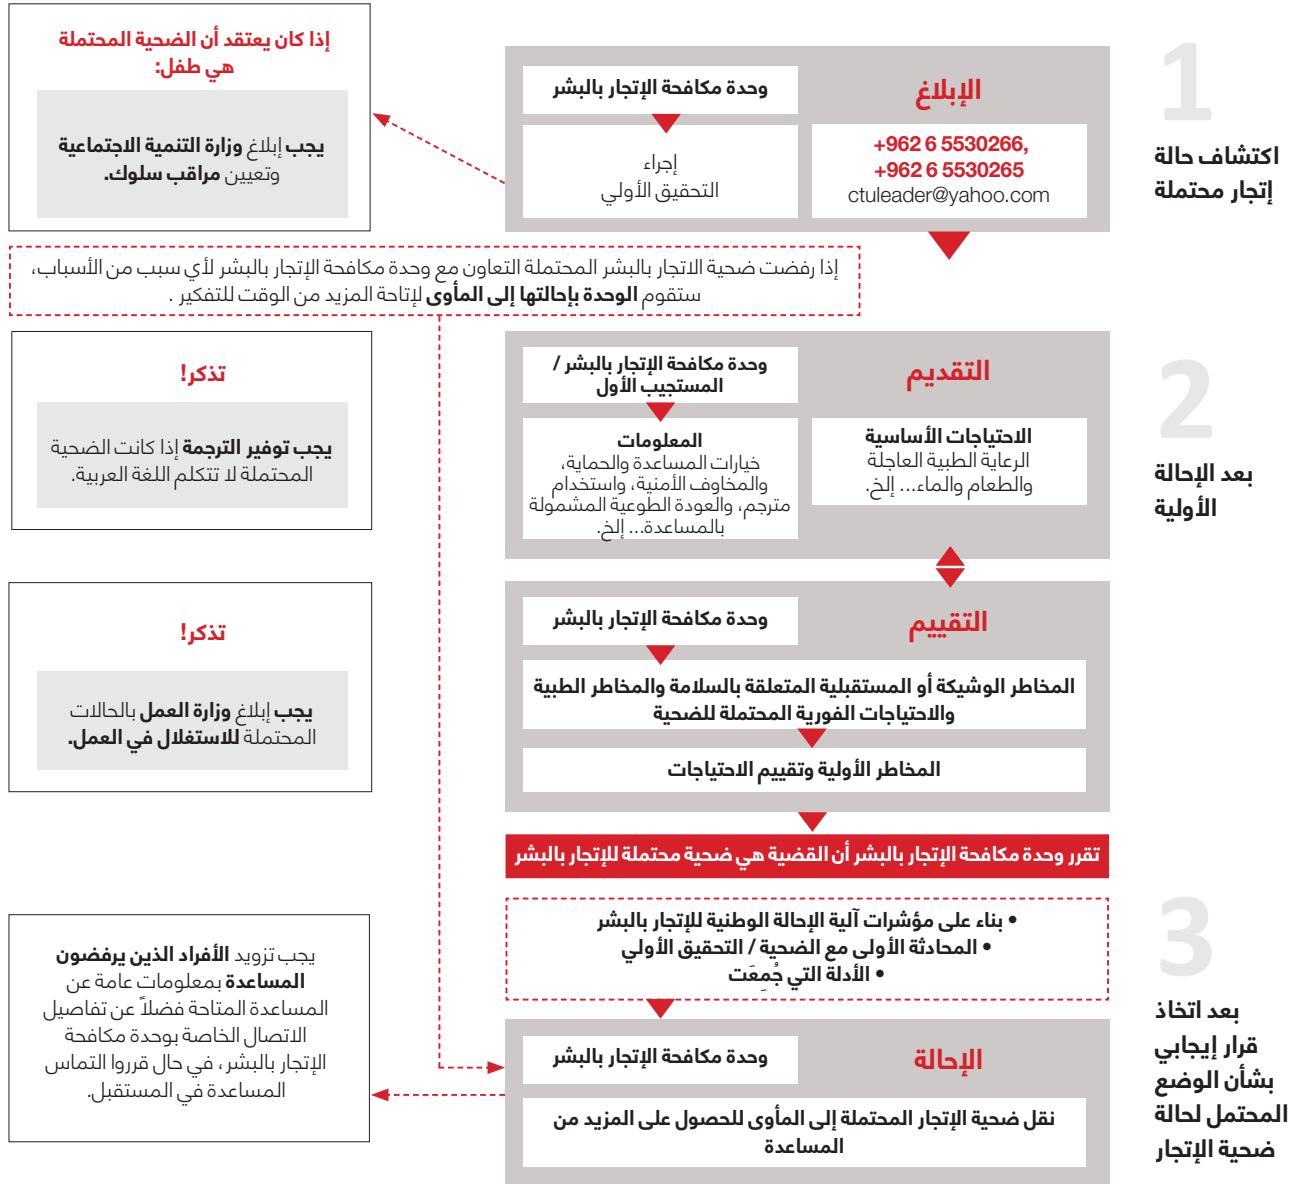 1
اكتشاف حالة
إتجار محتملة
الإبلاغ
+962 6 5530266,
+962 6 5530265
ctuleader@yahoo.com
وحدة مكافحة الإتجار بالبشر
إجراء
التحقيق الأولي
إذا كان يعتقد أن الضحية المحتملة
هي طفل:
يجب إبلاغ وزارة التنمية الاجتماعية
وتعيين مراقب سلوك.
إذا رفضت ضحية الاتجار بالبشر المحتملة التعاون مع وحدة مكافحة الإتجار بالبشر لأي سبب من الأسباب،
ستقوم الوحدة بإحالتها إلى المأوى لإتاحة المزيد من الوقت للتفكير .
2
بعد الإحالة
الأولية
التقديم
الاحتياجات الأساسية
الرعاية الطبية العاجلة
والطعام والماء... إلخ.
وحدة مكافحة الإتجار بالبشر /
المستجيب الأول
المعلومات
خيارات المساعدة والحماية،
والمخاوف الأمنية، واستخدام
مترجم، والعودة الطوعية المشمولة
بالمساعدة... إلخ.
تذكر!
يجب توفير الترجمة إذا كانت الضحية
المحتملة لا تتكلم اللغة العربية.
التقييم
وحدة مكافحة الإتجار بالبشر
المخاطر الوشيكة أو المستقبلية المتعلقة بالسلامة والمخاطر الطبية
والاحتياجات الفورية المحتملة للضحية
المخاطر الأولية وتقييم الاحتياجات
تذكر!
يجب إبلاغ وزارة العمل بالحالات
المحتملة للاستغلال في العمل.
تقرر وحدة مكافحة الإتجار بالبشر أن القضية هي ضحية محتملة للإتجار بالبشر
3
بعد اتخاذ
قرار إيجابي
بشأن الوضع
المحتمل لحالة
ضحية الإتجار
• بناء على مؤشرات آلية الإحالة الوطنية للإتجار بالبشر
• المحادثة الأولى مع الضحية / التحقيق الأولي
• الأدلة التي جُمِعَت
الإحالة
وحدة مكافحة الإتجار بالبشر
نقل ضحية الإتجار المحتملة إلى المأوى للحصول على المزيد من
المساعدة
يجب تزويد الأفراد الذين يرفضون
المساعدة بمعلومات عامة عن
المساعدة المتاحة فضلاً عن تفاصيل
الاتصال الخاصة بوحدة مكافحة
الإتجار بالبشر، في حال قرروا التماس
المساعدة في المستقبل.